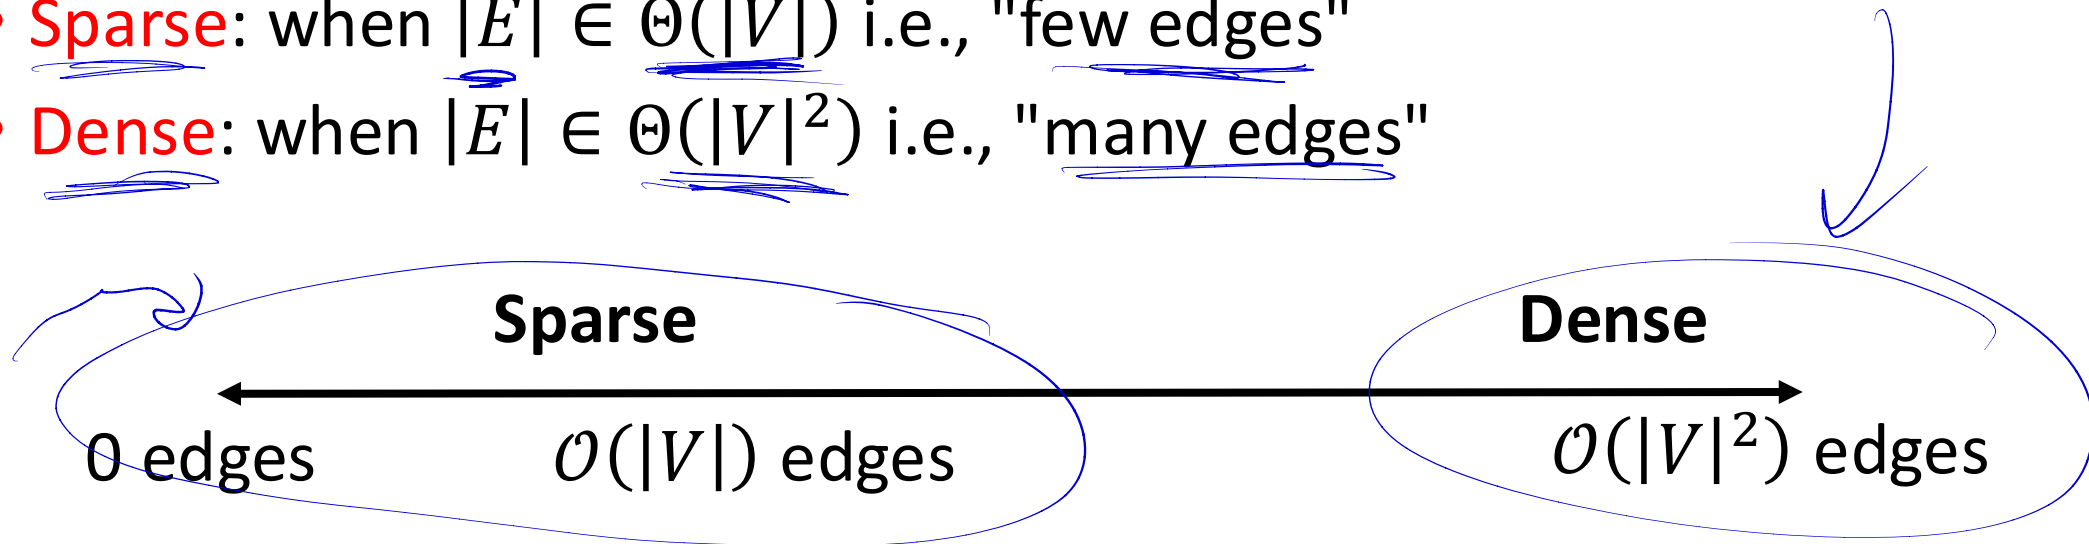 • Sparse: when |E| ∈ Θ(|V|) i.e., "few edges"
• Dense: when |E| ∈ Θ(|V|²) i.e., "many edges"
Sparse Dense
0 edges 𝒪(|V|) edges 𝒪(|V|²) edges